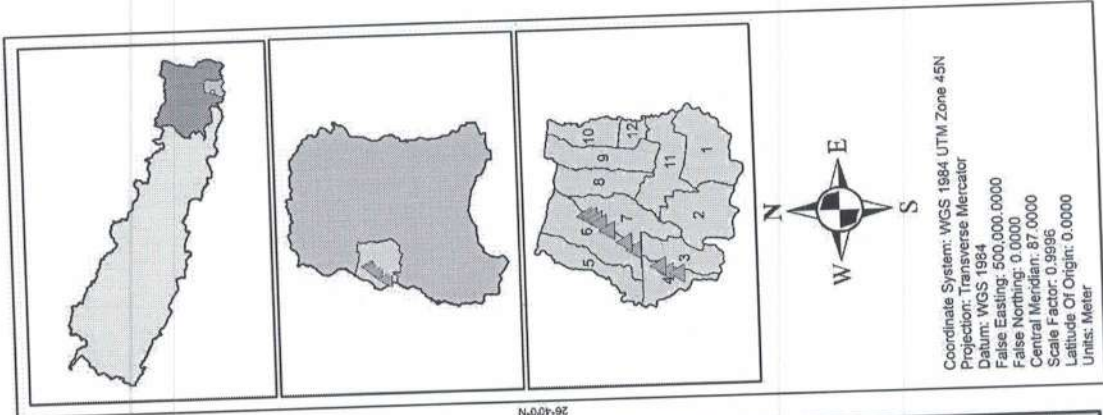 10
12
9
8
11
1
6
7
2
5
4
3
N
W E
S
Coordinate System: WGS 1984 UTM Zone 45N
Projection: Transverse Mercator
Datum: WGS 1984
False Easting: 500,000.0000
False Northing: 0.0000
Central Meridian: 87.0000
Scale Factor: 0.9996
Latitude Of Origin: 0.0000
Units: Meter
26°40'0"N